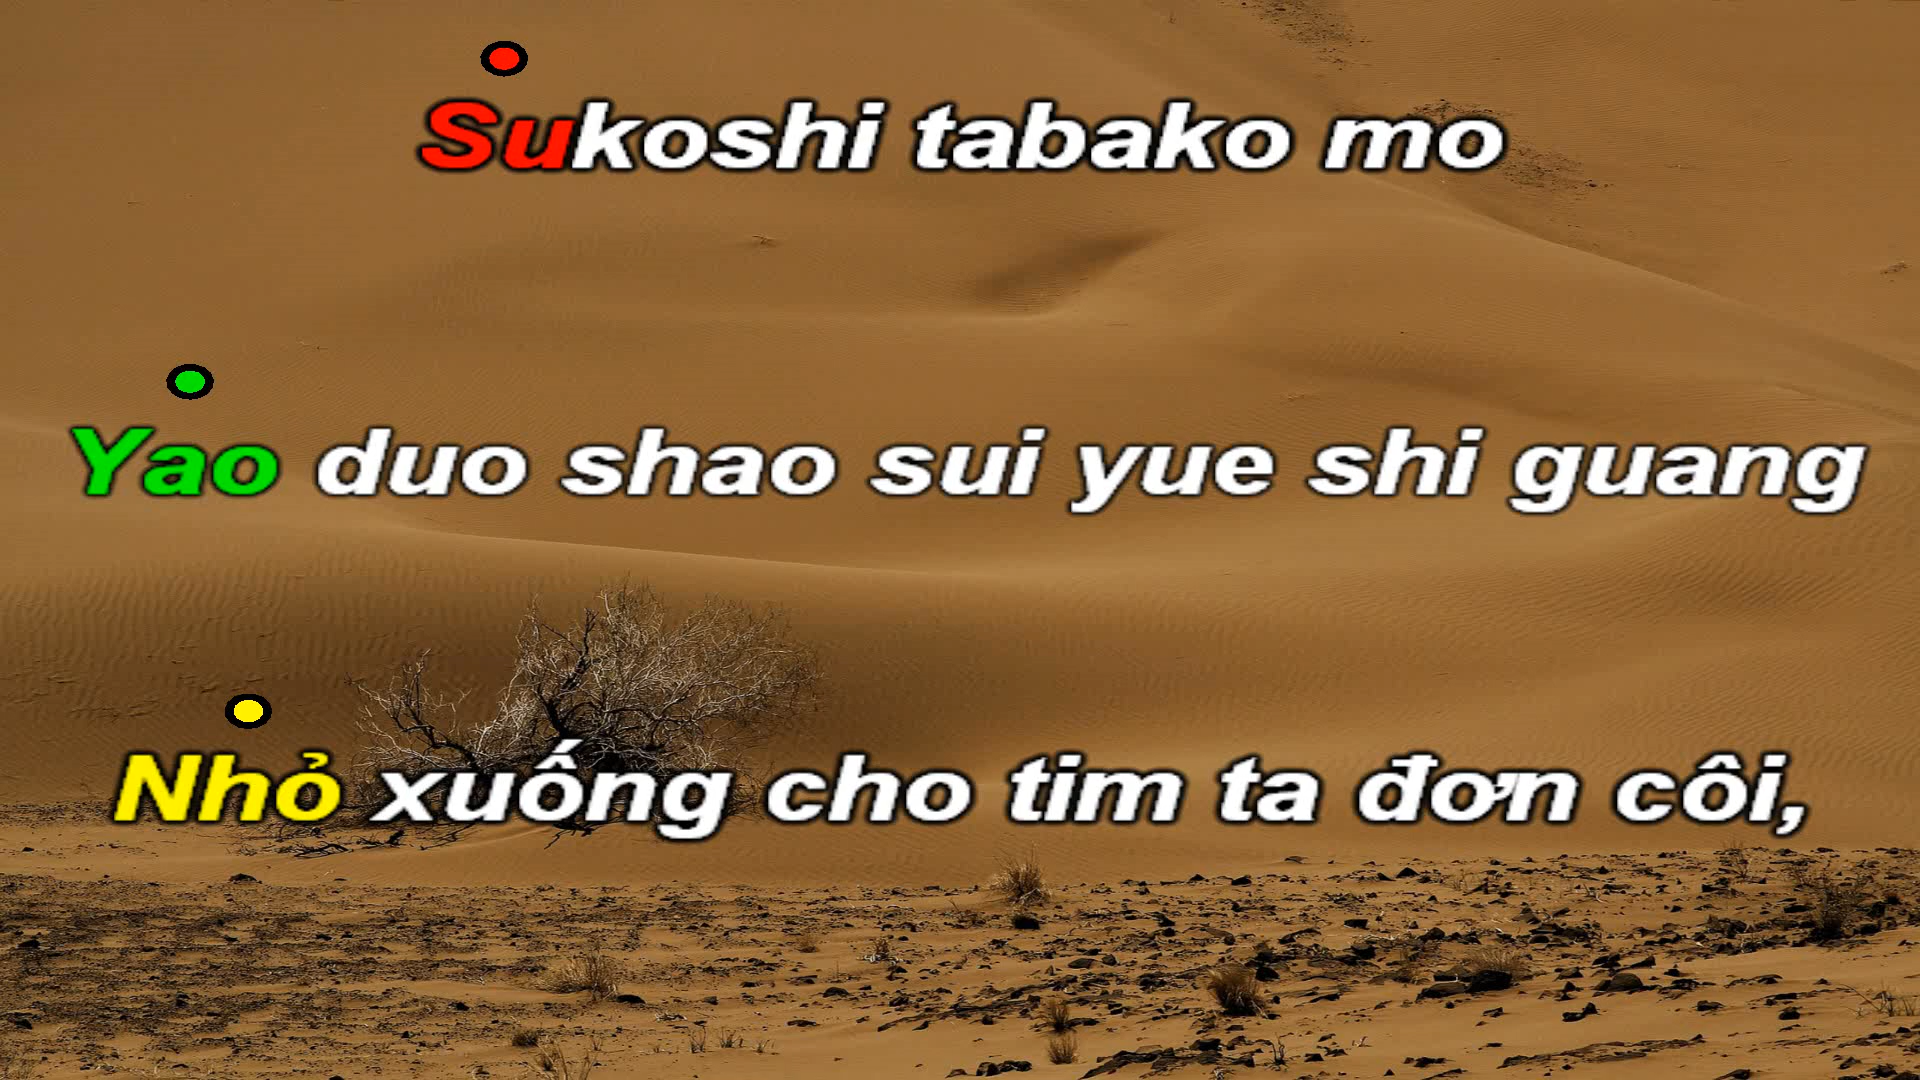 Sukoshi tabako mo
Yao duo shao sui yue shi guang
Nhỏ xuống cho tim ta đơn côi,